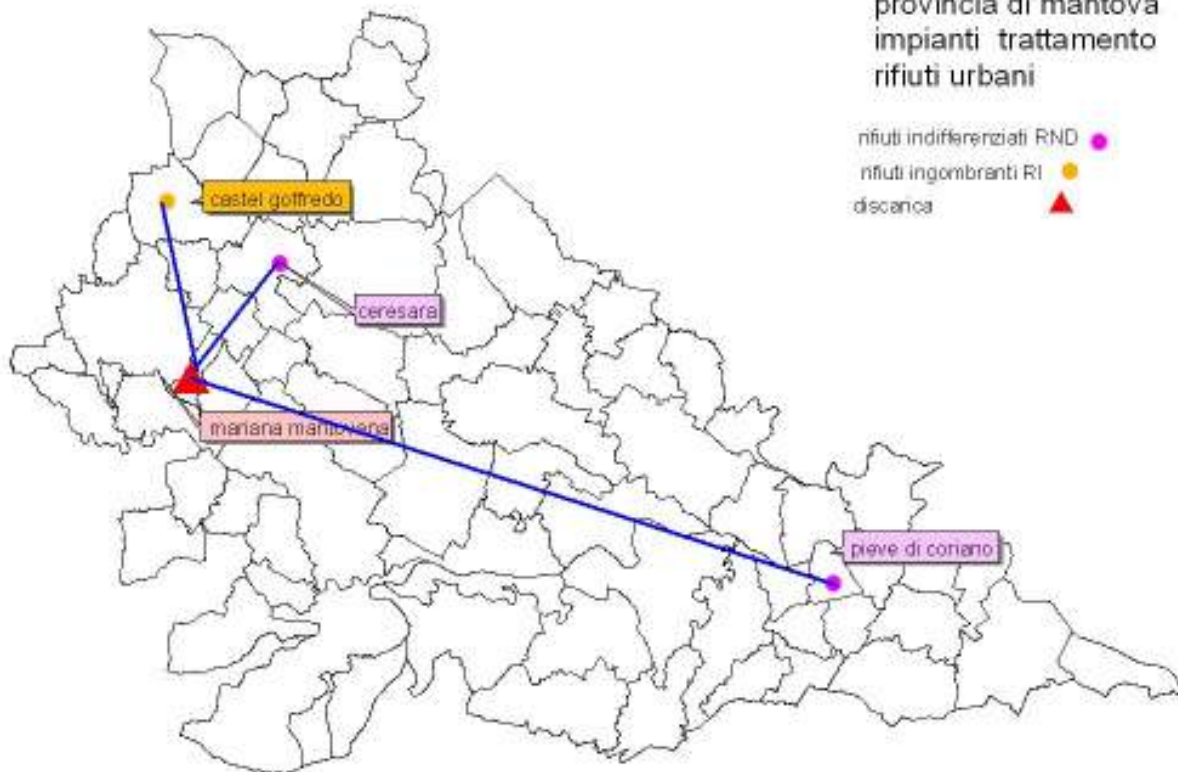 provincia di mantova
impianti trattamento
rifiuti urbani
rifiuti indifferenziati RND
rifiuti ingombranti RI
discarica
castel goffredo
ceresara
mariana mantovana
pieve di coriano